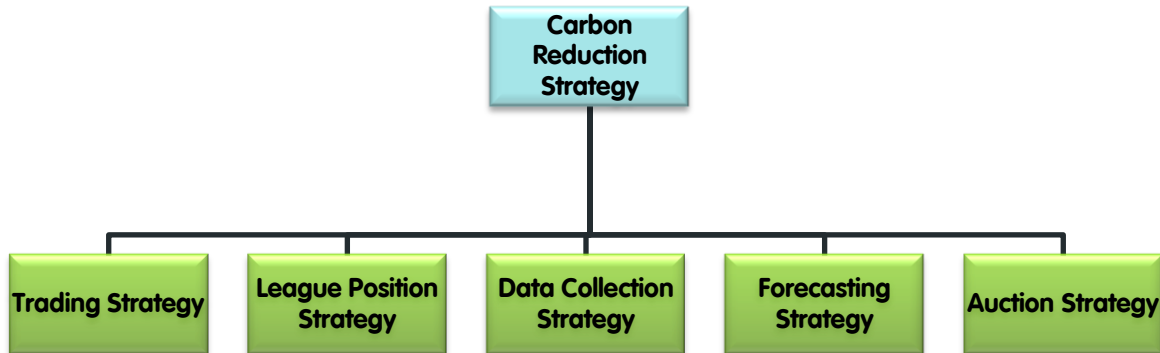 Carbon
Reduction
Strategy
Trading Strategy
League Position
Strategy
Data Collection
Strategy
Forecasting
Strategy
Auction Strategy